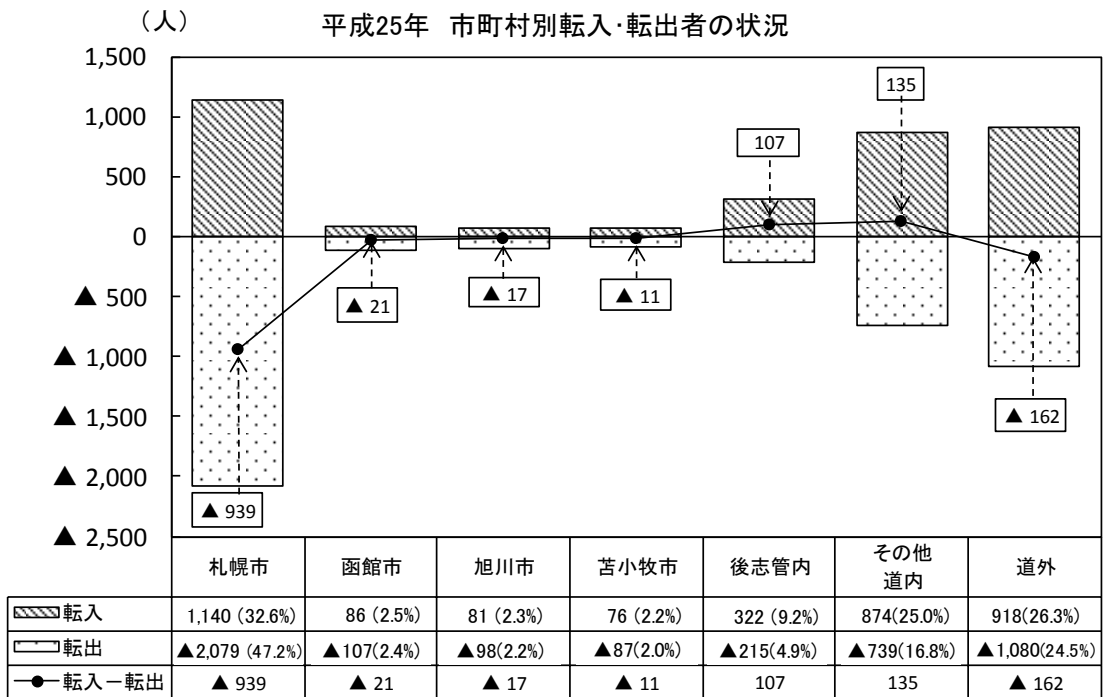 （人）
平成25年 市町村別転入･転出者の状況
1,500
1,000
500
0
▲ 500
▲ 1,000
▲ 1,500
▲ 2,000
▲ 2,500
135
107
▲ 21
▲ 17
▲ 11
▲ 162
▲ 939
札幌市 函館市 旭川市 苫小牧市 後志管内 その他 道外
道内
転入 1,140 (32.6%) 86 (2.5%) 81 (2.3%) 76 (2.2%) 322 (9.2%) 874(25.0%) 918(26.3%)
転出 ▲2,079 (47.2%) ▲107(2.4%) ▲98(2.2%) ▲87(2.0%) ▲215(4.9%) ▲739(16.8%) ▲1,080(24.5%)
転入－転出 ▲ 939 ▲ 21 ▲ 17 ▲ 11 107 135 ▲ 162